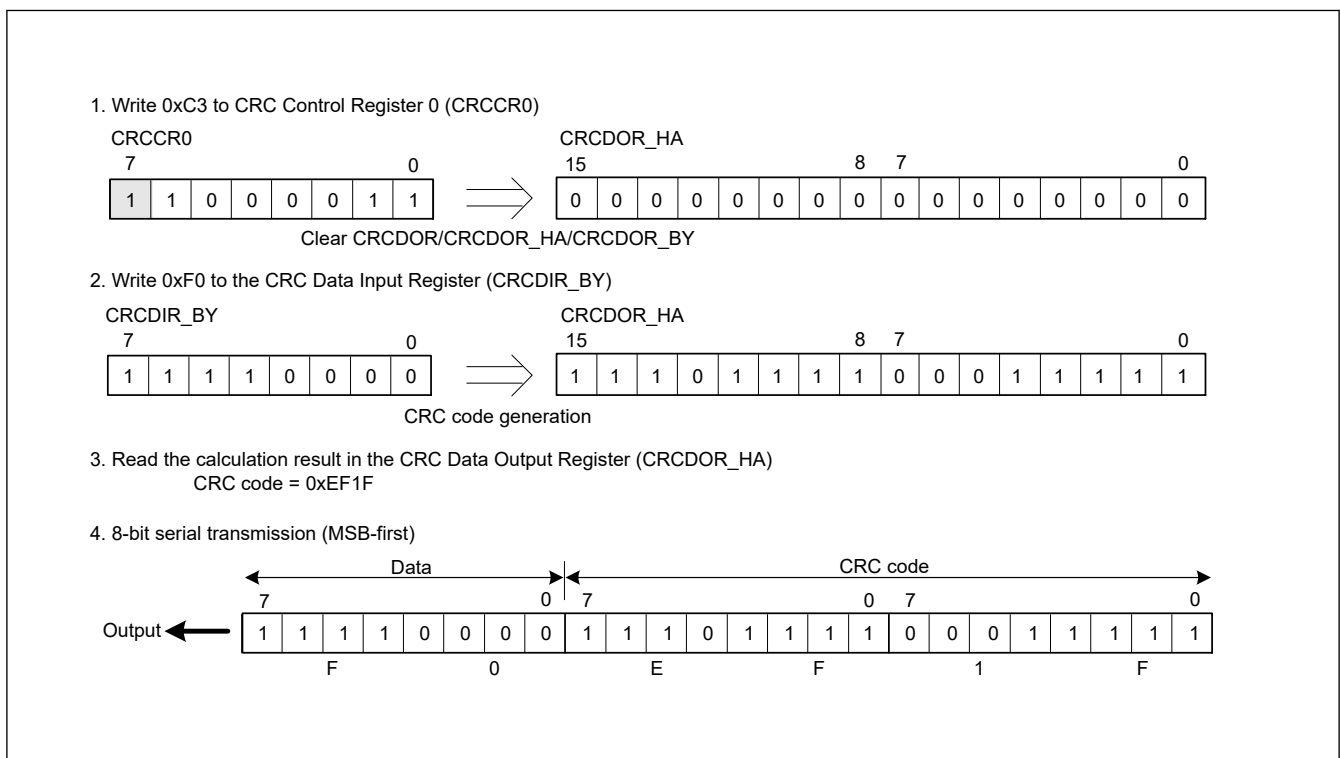 1. Write 0xC3 to CRC Control Register 0 (CRCCR0)
CRCCR0 CRCDOR_HA
7 0 15 8 7 0
1 1 0 0 0 0 1 1 0 0 0 0 0 0 0 0 0 0 0 0 0 0 0 0
Clear CRCDOR/CRCDOR_HA/CRCDOR_BY
2. Write 0xF0 to the CRC Data Input Register (CRCDIR_BY)
CRCDIR_BY CRCDOR_HA
7 0 15 8 7 0
1 1 1 1 0 0 0 0 1 1 1 0 1 1 1 1 0 0 0 1 1 1 1 1
CRC code generation
3. Read the calculation result in the CRC Data Output Register (CRCDOR_HA)
CRC code = 0xEF1F
4. 8-bit serial transmission (MSB-first)
Data CRC code
7 0 7 0 7 0
Output 1 1 1 1 0 0 0 0 1 1 1 0 1 1 1 1 0 0 0 1 1 1 1 1
F 0 E F 1 F